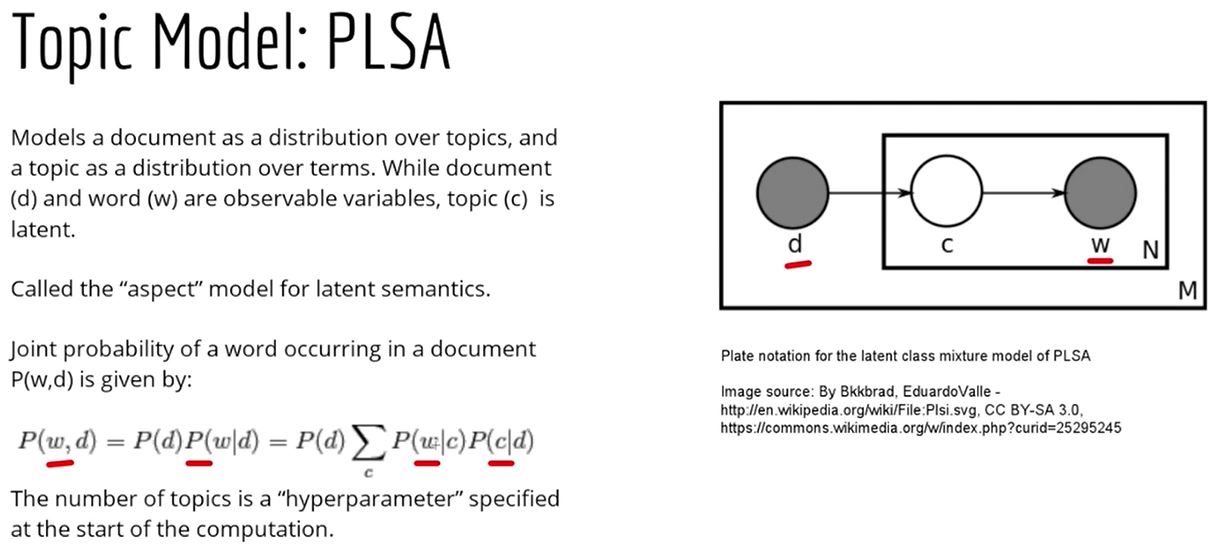 Topic Model: PLSA
Models a document as a distribution over topics, and
a topic as a distribution over terms. While document
(d) and word (w) are observable variables, topic (c) is
latent.
Called the “aspect” model for latent semantics.
Joint probability of a word occurring in a document
P(w,d) is given by:
P(w, d) = P(d)P(w|d) = P(d) ∑ P(w|c)P(c|d)
c
The number of topics is a “hyperparameter” specified
at the start of the computation.
d
c
w
N
M
Plate notation for the latent class mixture model of PLSA
Image source: By Bkkbrad, EduardoValle -
http://en.wikipedia.org/wiki/File:Plsi.svg, CC BY-SA 3.0,
https://commons.wikimedia.org/w/index.php?curid=25295245